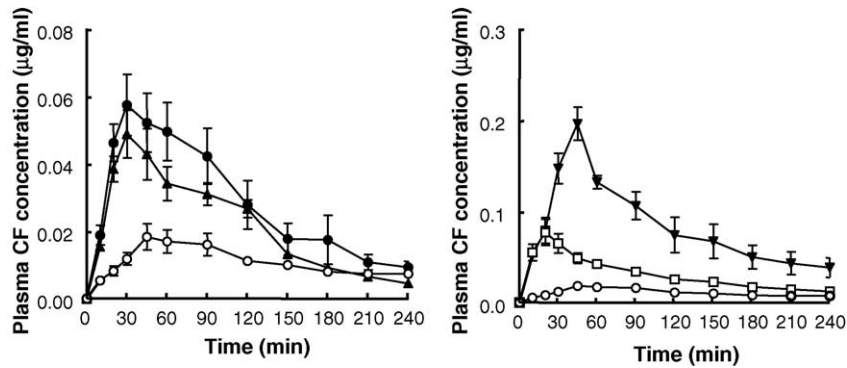 Plasma CF concentration (μg/ml)
0.08
0.06
0.04
0.02
0.00
0 30 60 90 120 150 180 210 240
Time (min)
Plasma CF concentration (μg/ml)
0.3
0.2
0.1
0.0
0 30 60 90 120 150 180 210 240
Time (min)